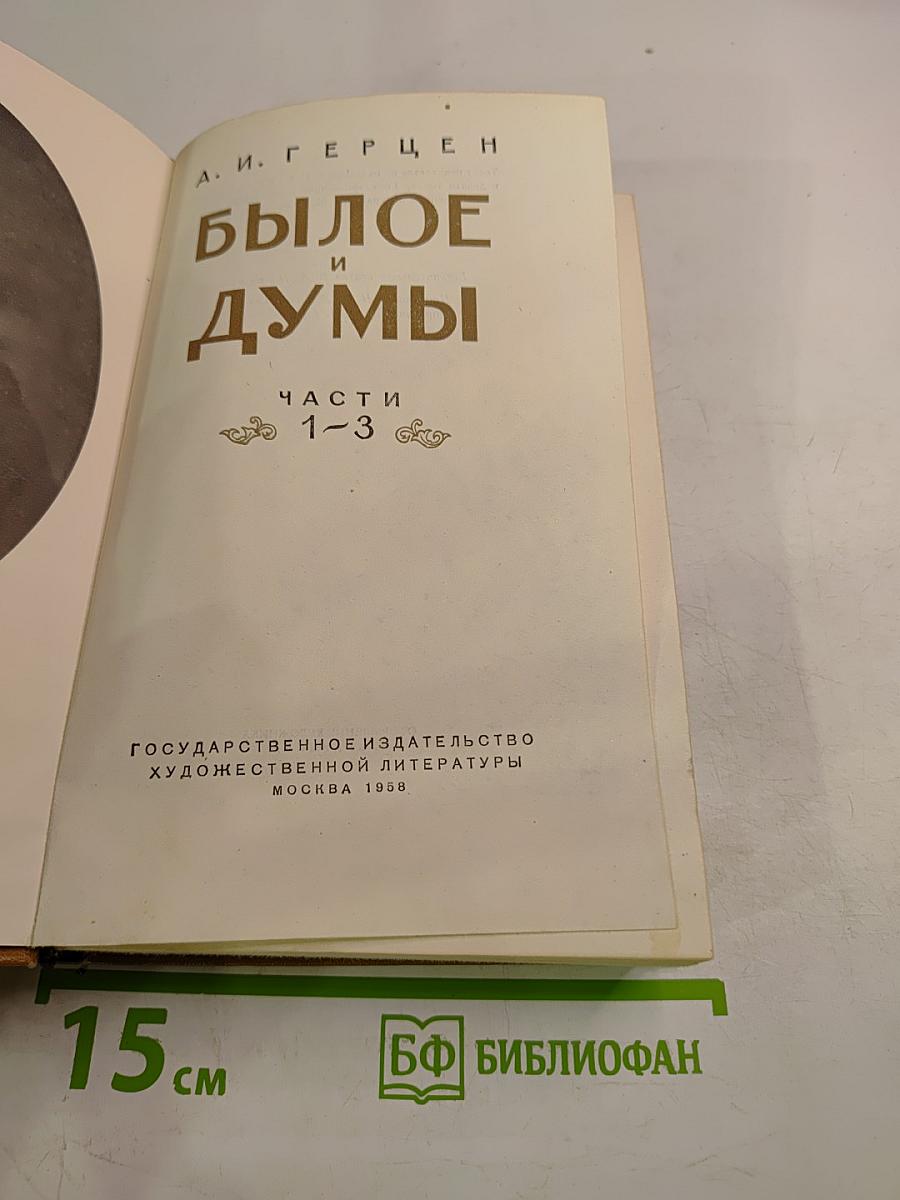 А. И. ГЕРЦЕН
БЫЛОЕ
И
ДУМЫ
ЧАСТИ
1~3
ГОСУДАРСТВЕННОЕ ИЗДАТЕЛЬСТВО
ХУДОЖЕСТВЕННОЙ ЛИТЕРАТУРЫ
МОСКВА 1958
15 см
БФ БИБЛИОФАН